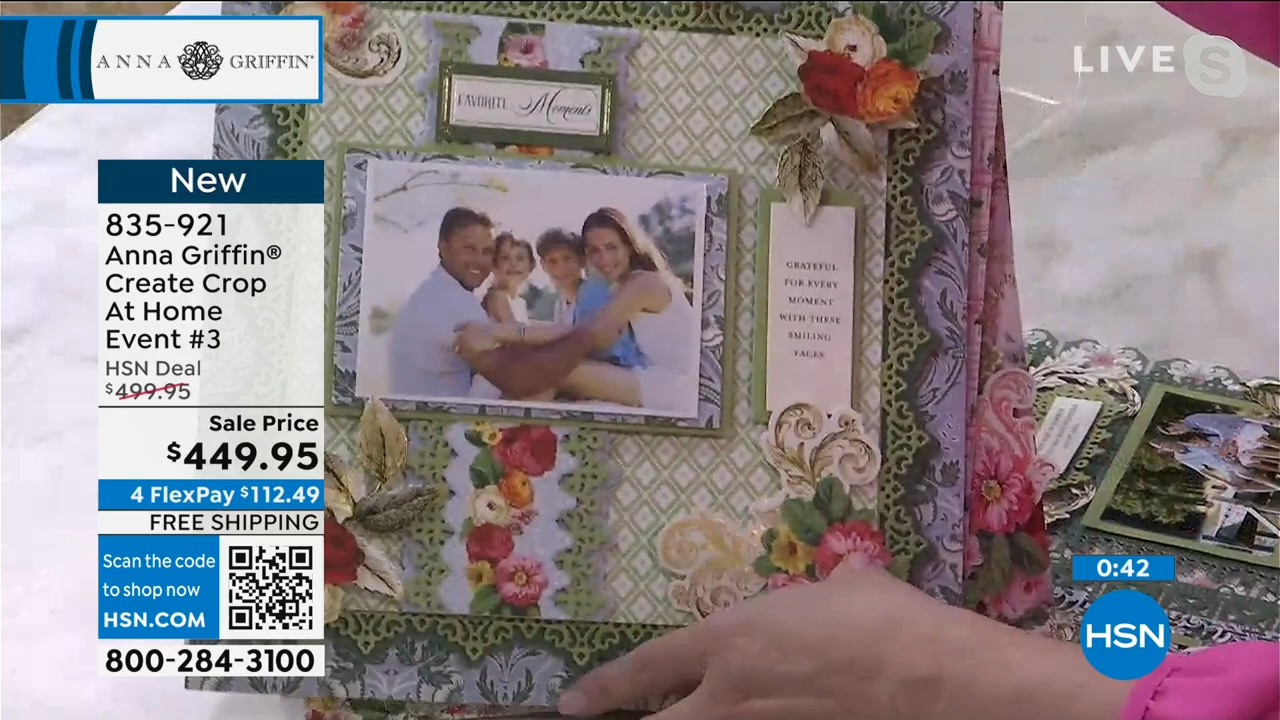 ANNA GRIFFIN®
LIVE S
FAVORITE Moments
New
835-921
Anna Griffin®
Create Crop
At Home
Event #3
HSN Deal
$499.95
Sale Price
$449.95
4 FlexPay $112.49
FREE SHIPPING
Scan the code
to shop now
HSN.COM
800-284-3100
GRATEFUL
FOR EVERY
MOMENT
WITH THESE
SMILING
FACES
0:42
HSN